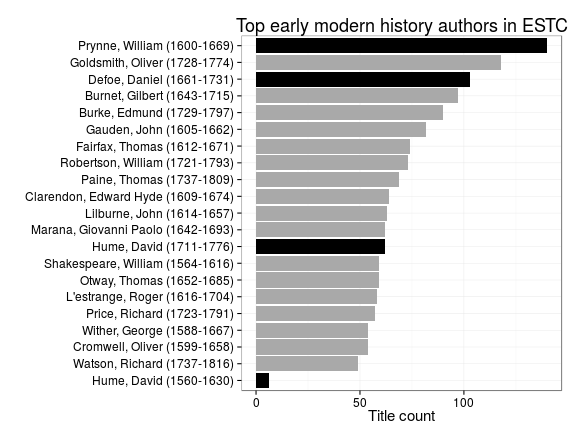 Top early modern history authors in ESTC
Prynne, William (1600-1669)
Goldsmith, Oliver (1728-1774)
Defoe, Daniel (1661-1731)
Burnet, Gilbert (1643-1715)
Burke, Edmund (1729-1797)
Gauden, John (1605-1662)
Fairfax, Thomas (1612-1671)
Robertson, William (1721-1793)
Paine, Thomas (1737-1809)
Clarendon, Edward Hyde (1609-1674)
Lilburne, John (1614-1657)
Marana, Giovanni Paolo (1642-1693)
Hume, David (1711-1776)
Shakespeare, William (1564-1616)
Otway, Thomas (1652-1685)
L'estrange, Roger (1616-1704)
Price, Richard (1723-1791)
Wither, George (1588-1667)
Cromwell, Oliver (1599-1658)
Watson, Richard (1737-1816)
Hume, David (1560-1630)
0 50 100
Title count